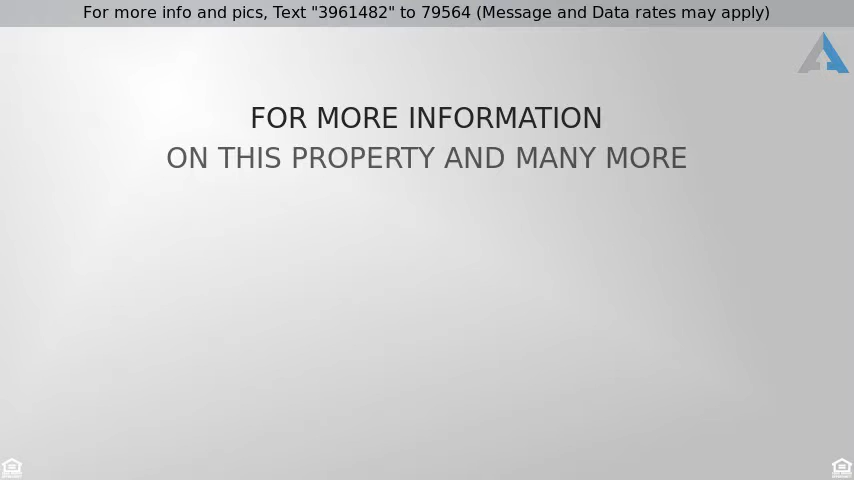 For more info and pics, Text "3961482" to 79564 (Message and Data rates may apply)
FOR MORE INFORMATION
ON THIS PROPERTY AND MANY MORE